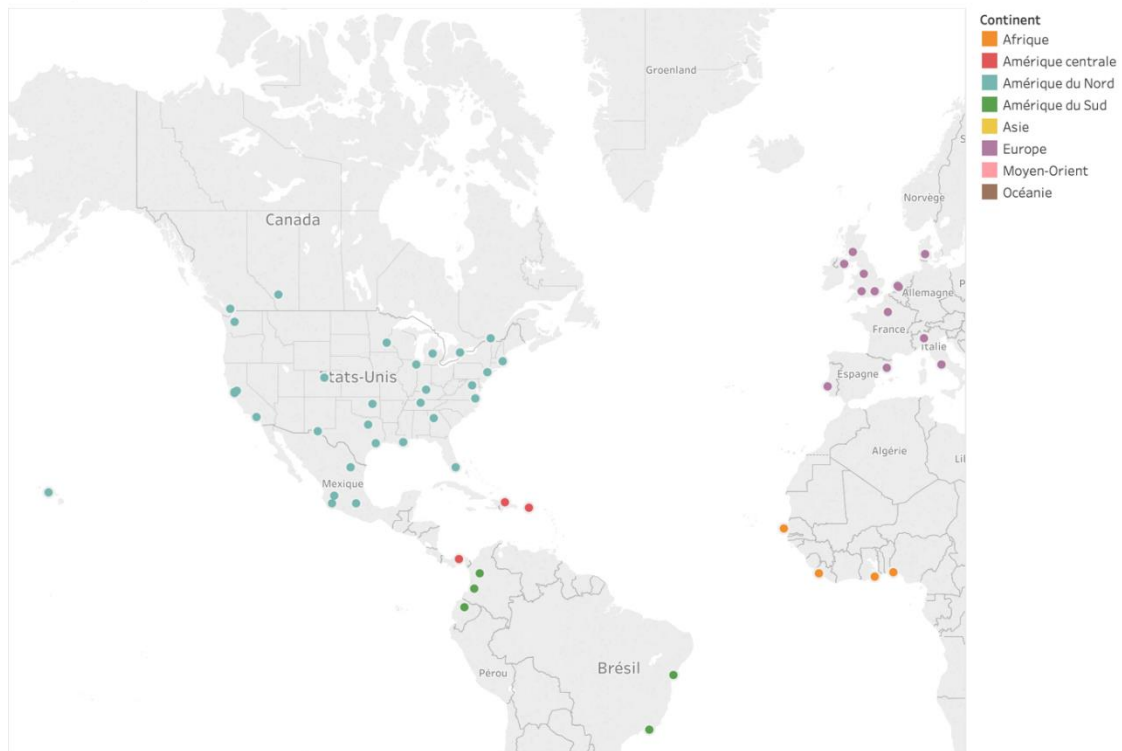 Groenland
Canada
Norvège
Allemagne
France
Italie
Espagne
États-Unis
Mexique
Algérie
Brésil
Pérou
Continent
Afrique
Amérique centrale
Amérique du Nord
Amérique du Sud
Asie
Europe
Moyen-Orient
Océanie